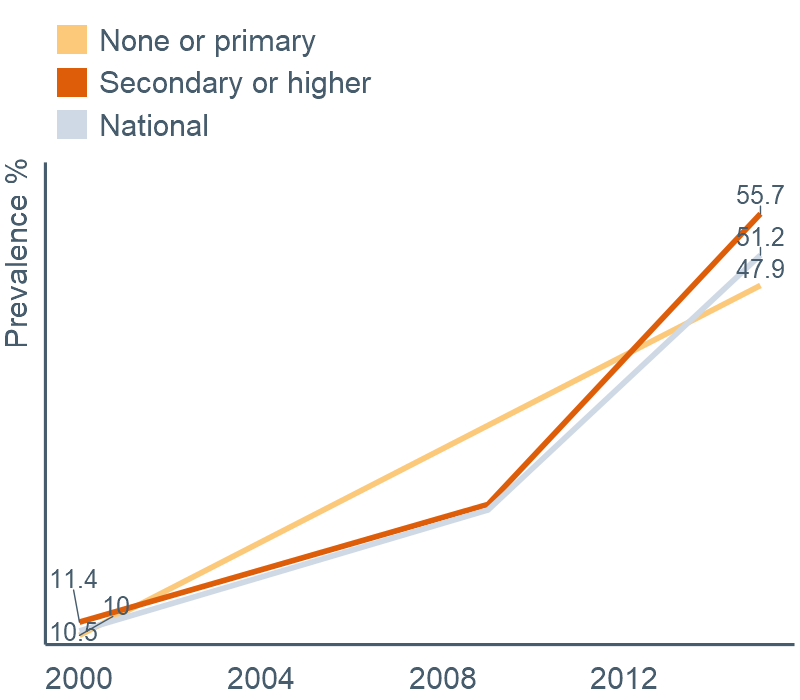 None or primary
Secondary or higher
National
Prevalence %
55.7
51.2
47.9
11.4
10
10.5
2000 2004 2008 2012